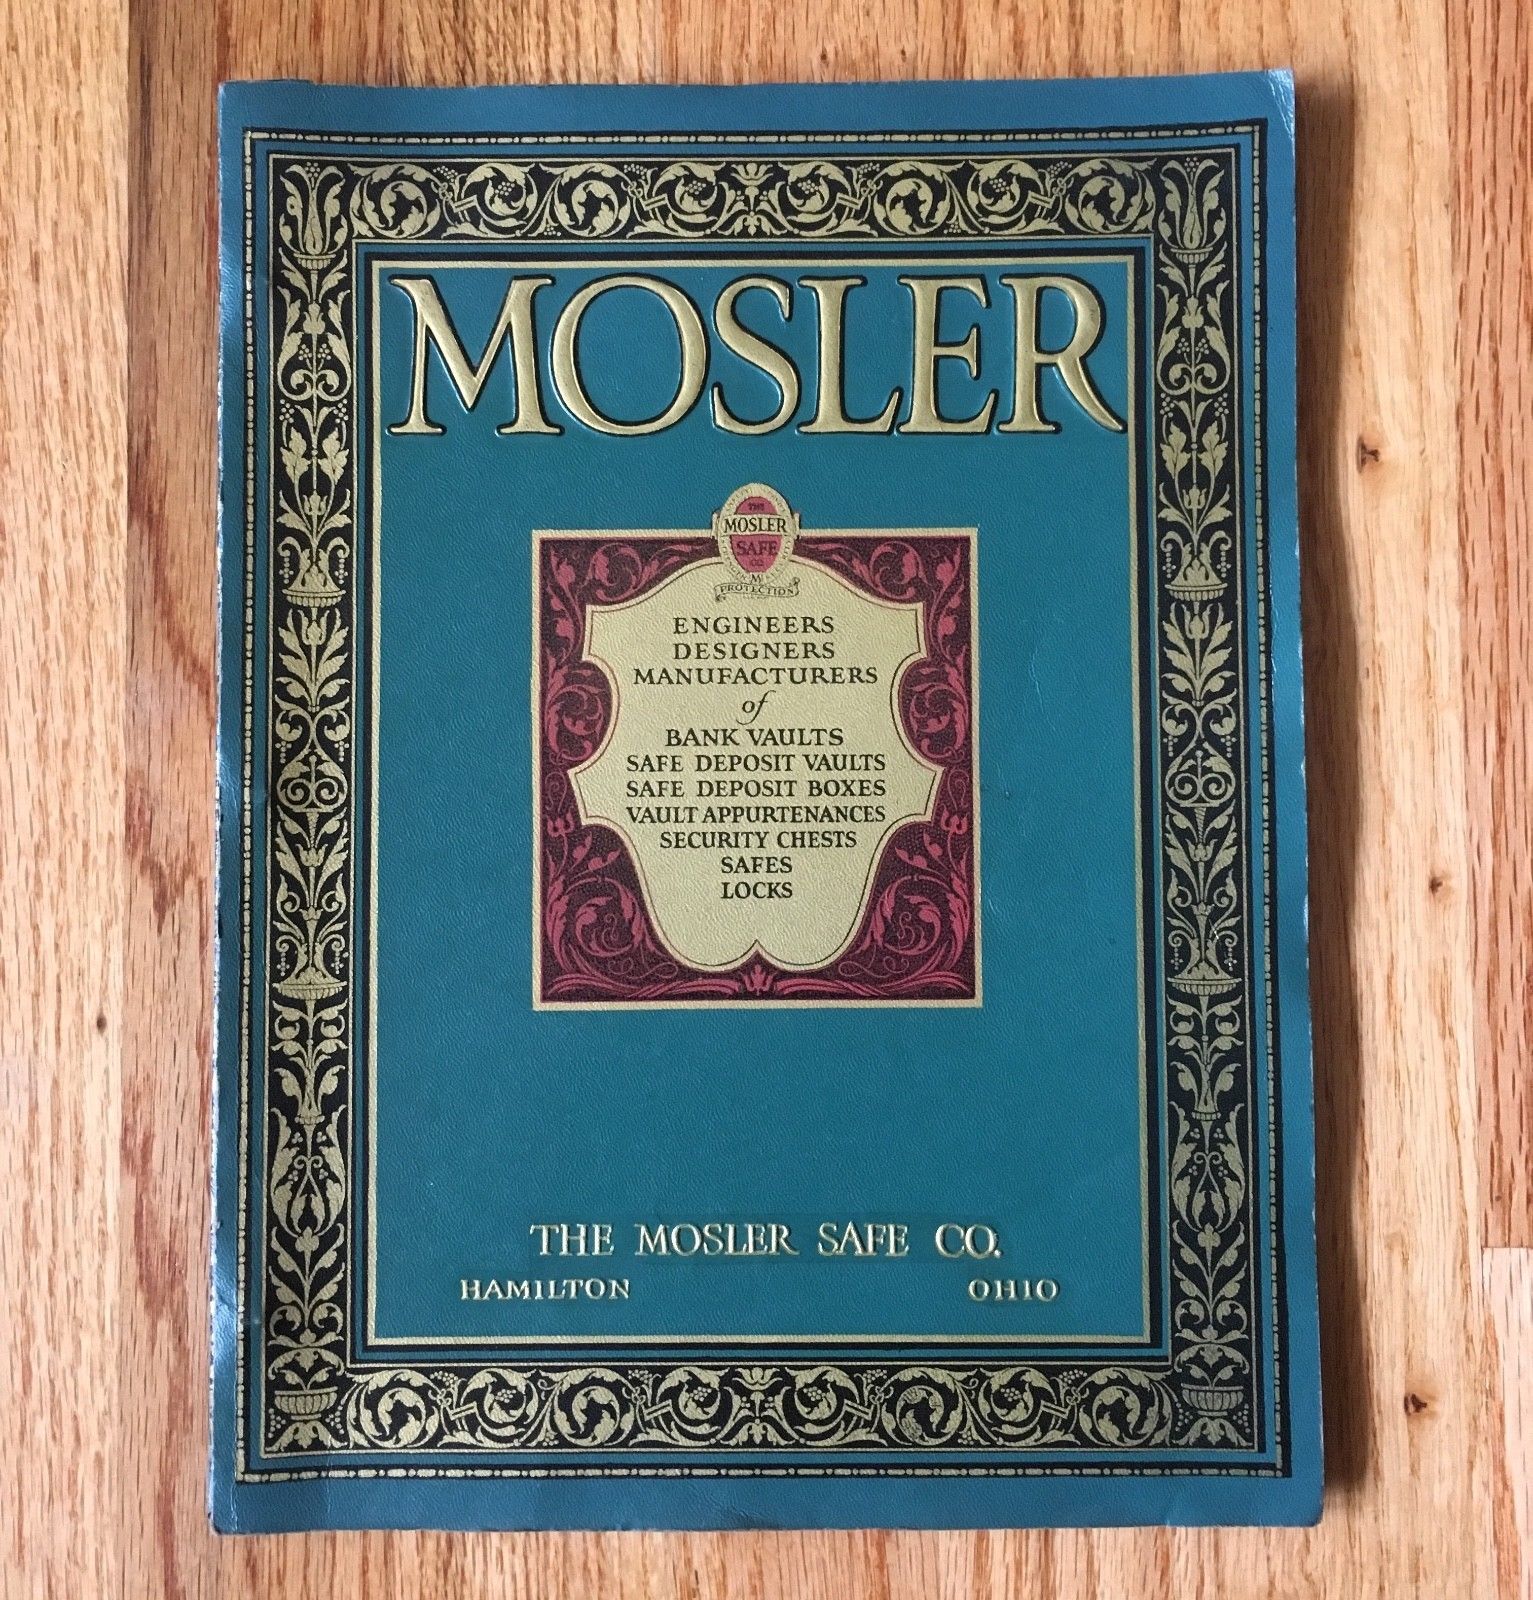 MOSLER
THE
MOSLER
SAFE
CO.
M
PROTECTION
ENGINEERS
DESIGNERS
MANUFACTURERS
of
BANK VAULTS
SAFE DEPOSIT VAULTS
SAFE DEPOSIT BOXES
VAULT APPURTENANCES
SECURITY CHESTS
SAFES
LOCKS
THE MOSLER SAFE CO.
HAMILTON OHIO